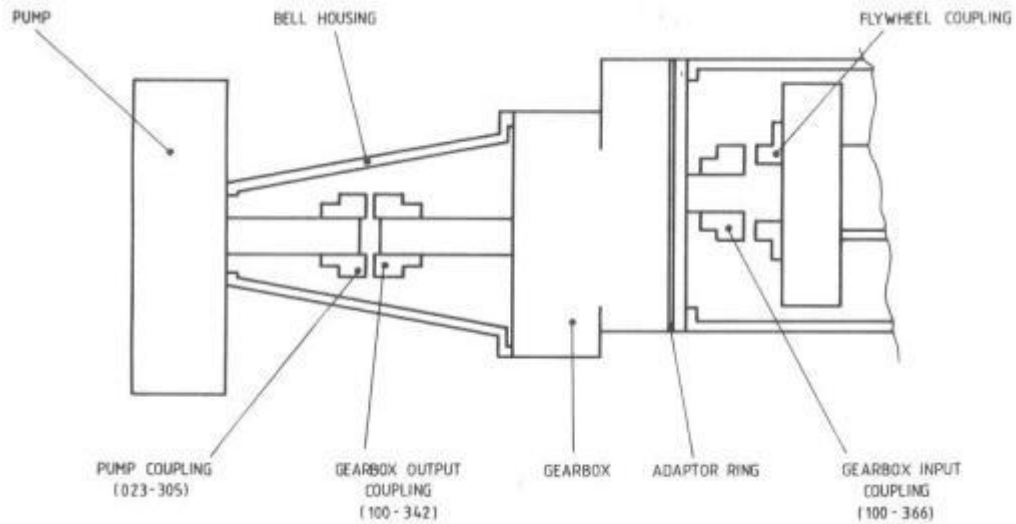 PUMP
BELL HOUSING
FLYWHEEL COUPLING
PUMP COUPLING
(023-305)
GEARBOX OUTPUT
COUPLING
(100-342)
GEARBOX
ADAPTOR RING
GEARBOX INPUT
COUPLING
(100-366)